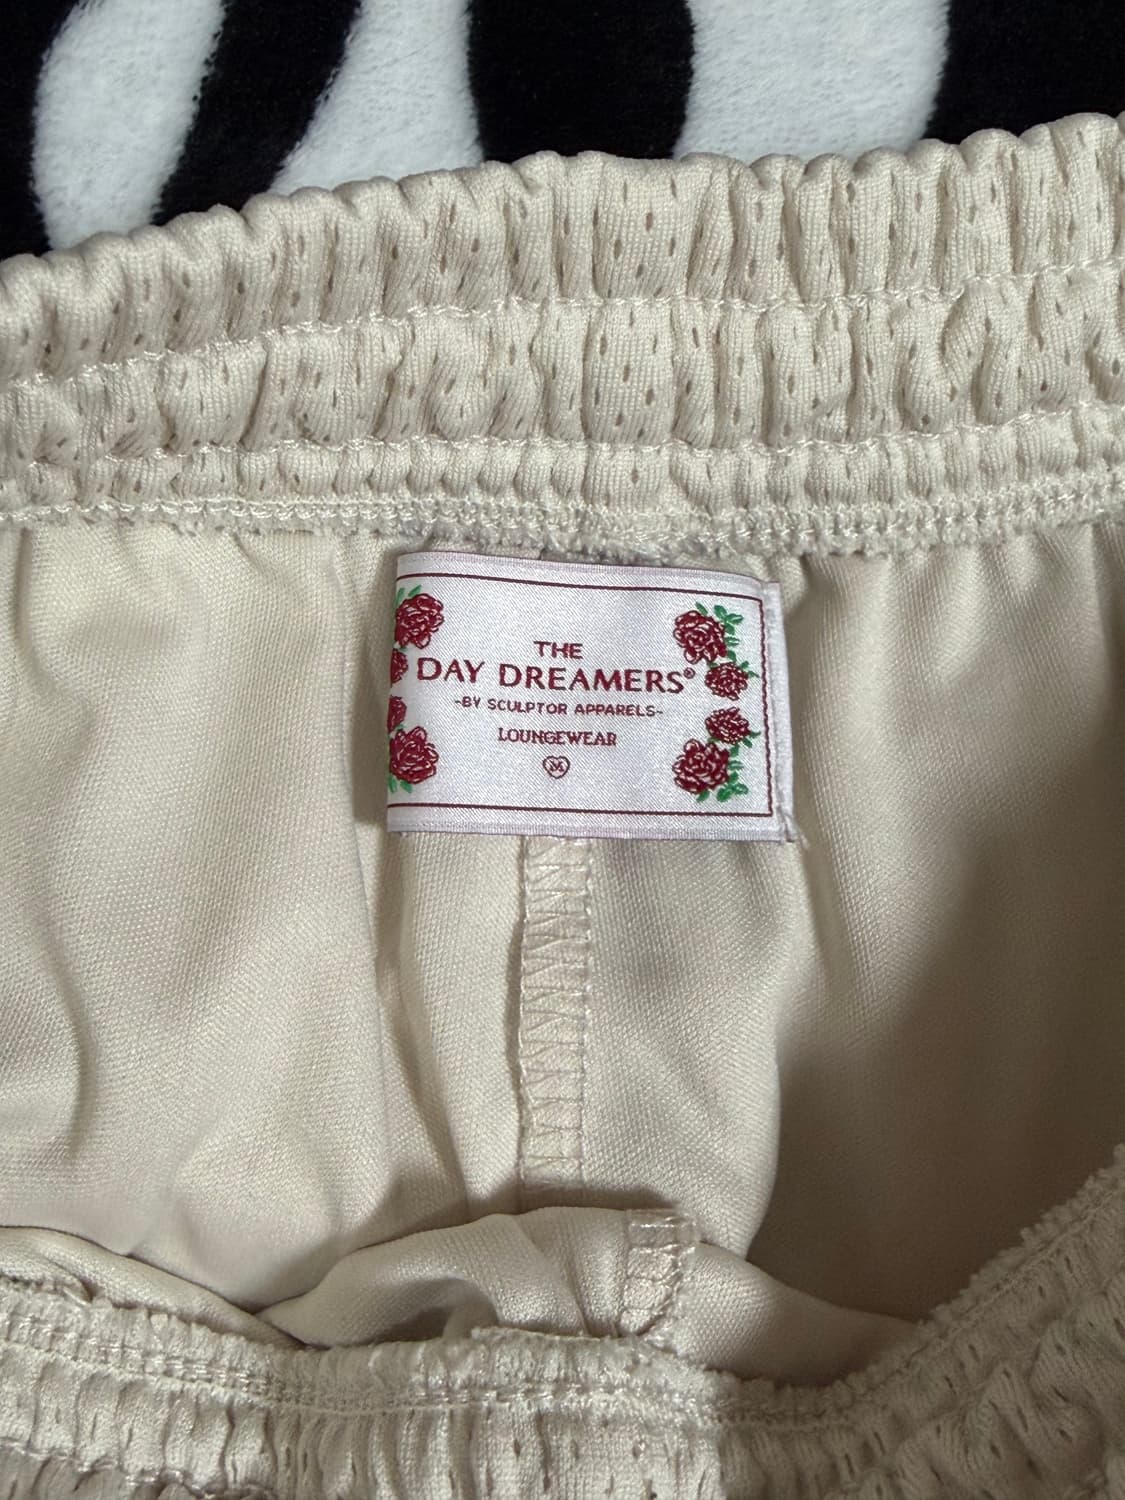 THE
DAY DREAMERS®
-BY SCULPTOR APPARELS-
LOUNGEWEAR
M